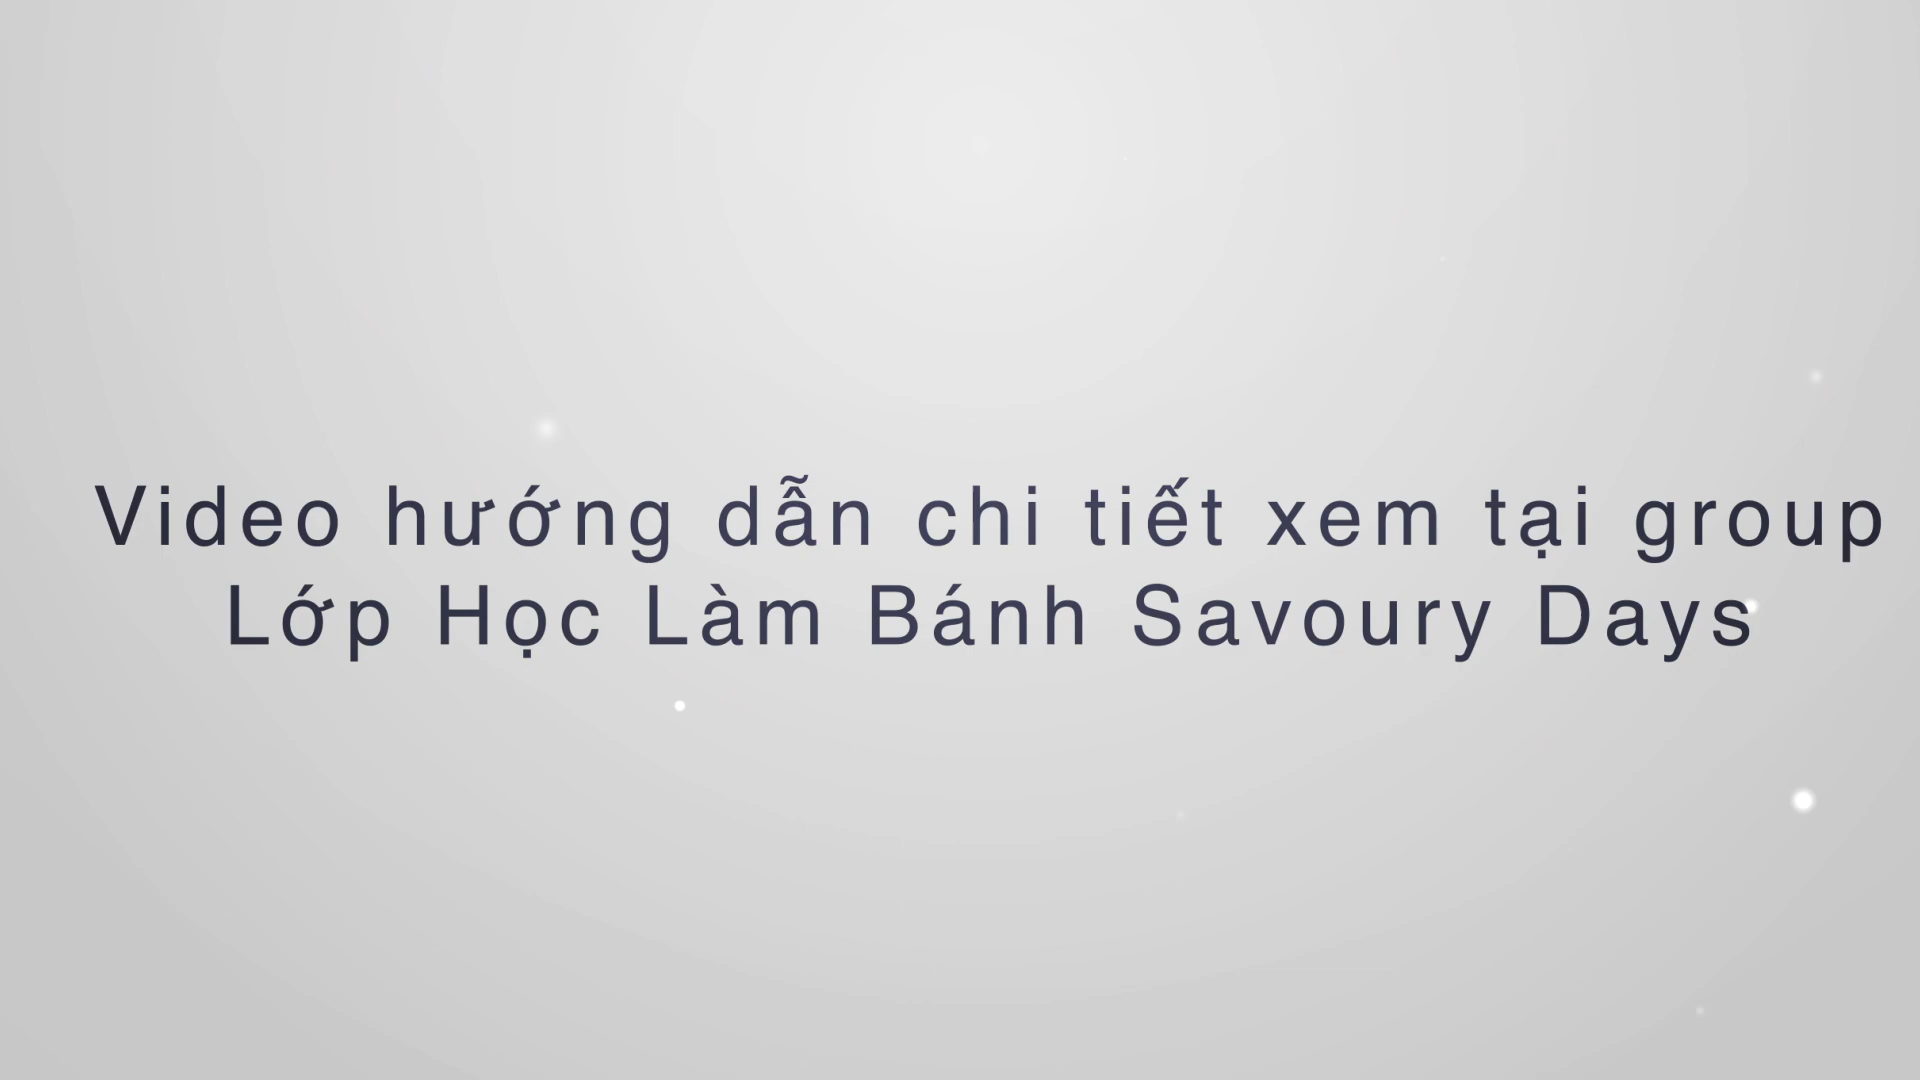 Video hướng dẫn chi tiết xem tại group
Lớp Học Làm Bánh Savoury Days